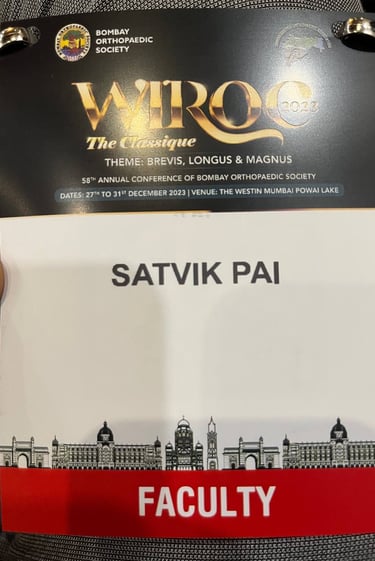 BOMBAY
ORTHOPAEDIC
SOCIETY
WIROC 2023
The Classique
THEME: BREVIS, LONGUS & MAGNUS
58TH ANNUAL CONFERENCE OF BOMBAY ORTHOPAEDIC SOCIETY
DATES: 27TH TO 31ST DECEMBER 2023 | VENUE: THE WESTIN MUMBAI POWAI LAKE
SATVIK PAI
FACULTY